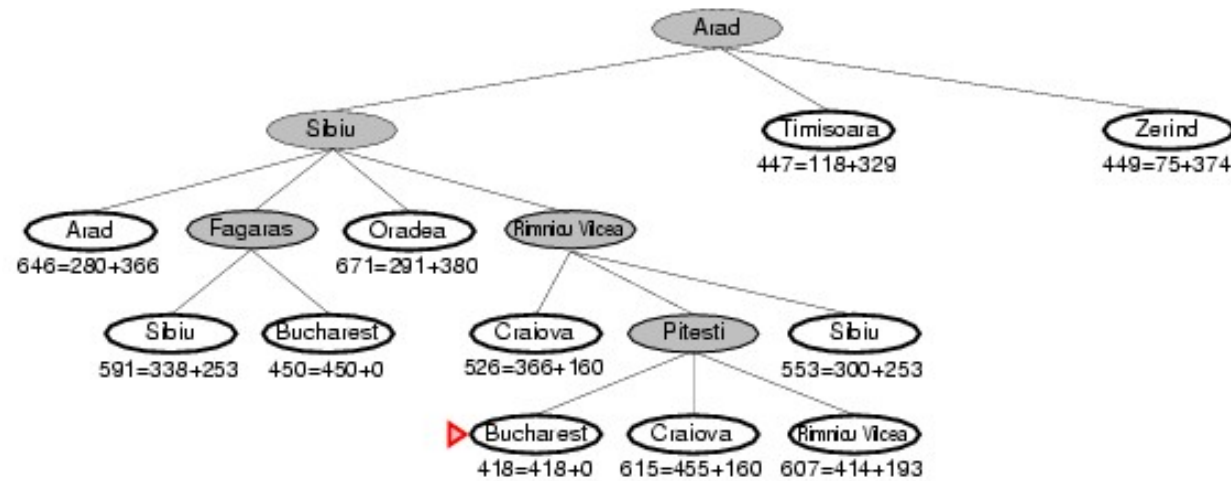 Arad
Sibiu
Timisoara
Zerind
447=118+329
449=75+374
Arad
Fagaras
Oradea
Rimnicu Vilcea
646=280+366
671=291+380
Sibiu
Bucharest
Craiova
Pitesti
Sibiu
591=338+253
450=450+0
526=366+160
553=300+253
Bucharest
Craiova
Rimnicu Vilcea
418=418+0
615=455+160
607=414+193